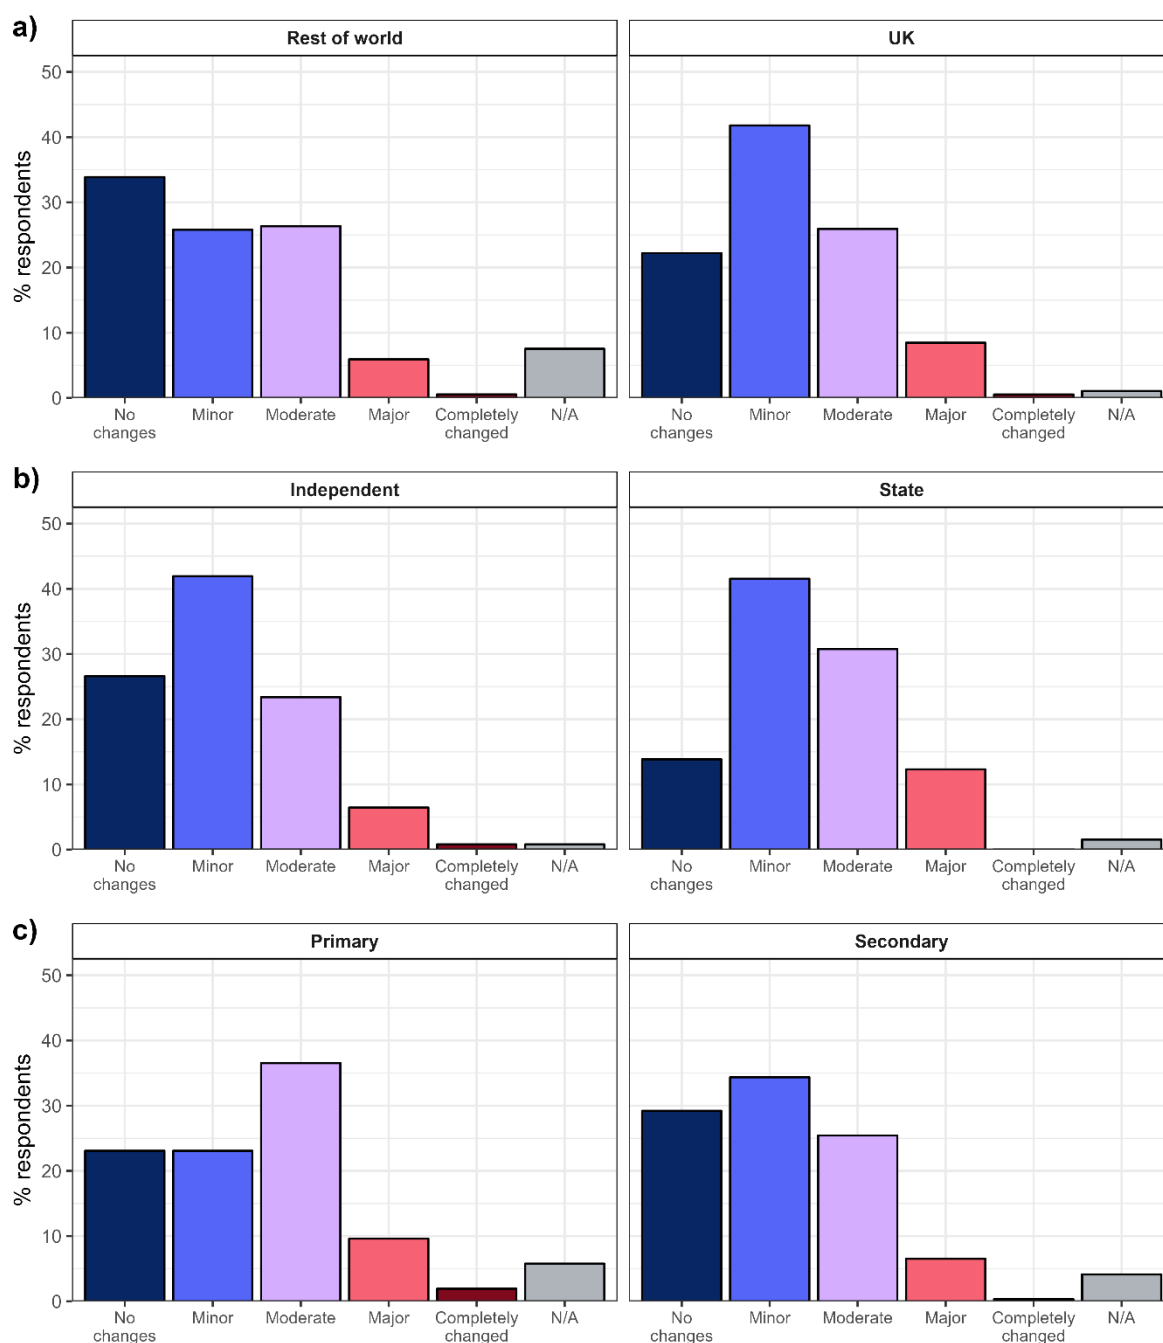 a)
Rest of world
UK
% respondents
50
40
30
20
10
0
No changes
Minor
Moderate
Major
Completely changed
N/A
No changes
Minor
Moderate
Major
Completely changed
N/A
b)
Independent
State
% respondents
50
40
30
20
10
0
No changes
Minor
Moderate
Major
Completely changed
N/A
No changes
Minor
Moderate
Major
Completely changed
N/A
c)
Primary
Secondary
% respondents
50
40
30
20
10
0
No changes
Minor
Moderate
Major
Completely changed
N/A
No changes
Minor
Moderate
Major
Completely changed
N/A